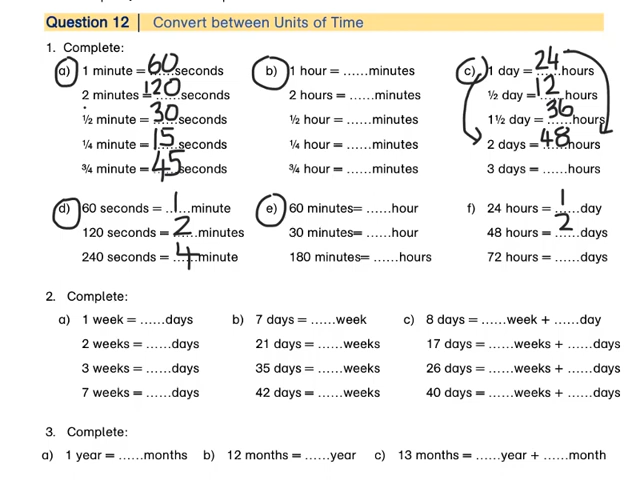 Question 12 | Convert between Units of Time
1. Complete:
a) 1 minute = 60 seconds b) 1 hour = ......minutes c) 1 day = 24 hours
2 minutes = 120 seconds 2 hours = ......minutes ½ day = 12 hours
½ minute = 30 seconds ½ hour = ......minutes 1½ day = 36 hours
¼ minute = 15 seconds ¼ hour = ......minutes 2 days = 48 hours
¾ minute = 45 seconds ¾ hour = ......minutes 3 days = ......hours
d) 60 seconds = 1 minute e) 60 minutes= ......hour f) 24 hours = 1 day
120 seconds = 2 minutes 30 minutes= ......hour 48 hours = 2 days
240 seconds = 4 minute 180 minutes= ......hours 72 hours = ......days
2. Complete:
a) 1 week = ......days b) 7 days = ......week c) 8 days = ......week + ......day
2 weeks = ......days 21 days = ......weeks 17 days = ......weeks + ......days
3 weeks = ......days 35 days = ......weeks 26 days = ......weeks + ......days
7 weeks = ......days 42 days = ......weeks 40 days = ......weeks + ......days
3. Complete:
a) 1 year = ......months b) 12 months = ......year c) 13 months = ......year + ......month